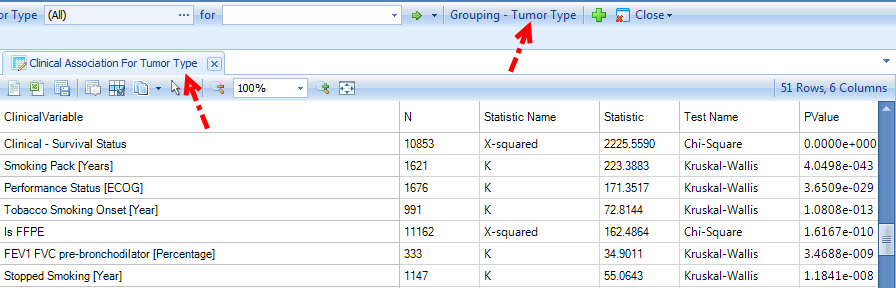 or Type (All) ... for Grouping - Tumor Type Close
Clinical Association For Tumor Type
100% 51 Rows, 6 Columns
ClinicalVariable N Statistic Name Statistic Test Name PValue
Clinical - Survival Status 10853 X-squared 2225.5590 Chi-Square 0.0000e+000
Smoking Pack [Years] 1621 K 223.3883 Kruskal-Wallis 4.0498e-043
Performance Status [ECOG] 1676 K 171.3517 Kruskal-Wallis 3.6509e-029
Tobacco Smoking Onset [Year] 991 K 72.8144 Kruskal-Wallis 1.0808e-013
Is FFPE 11162 X-squared 162.4864 Chi-Square 1.6167e-010
FEV1 FVC pre-bronchodilator [Percentage] 333 K 34.9011 Kruskal-Wallis 3.4688e-009
Stopped Smoking [Year] 1147 K 55.0643 Kruskal-Wallis 1.1841e-008